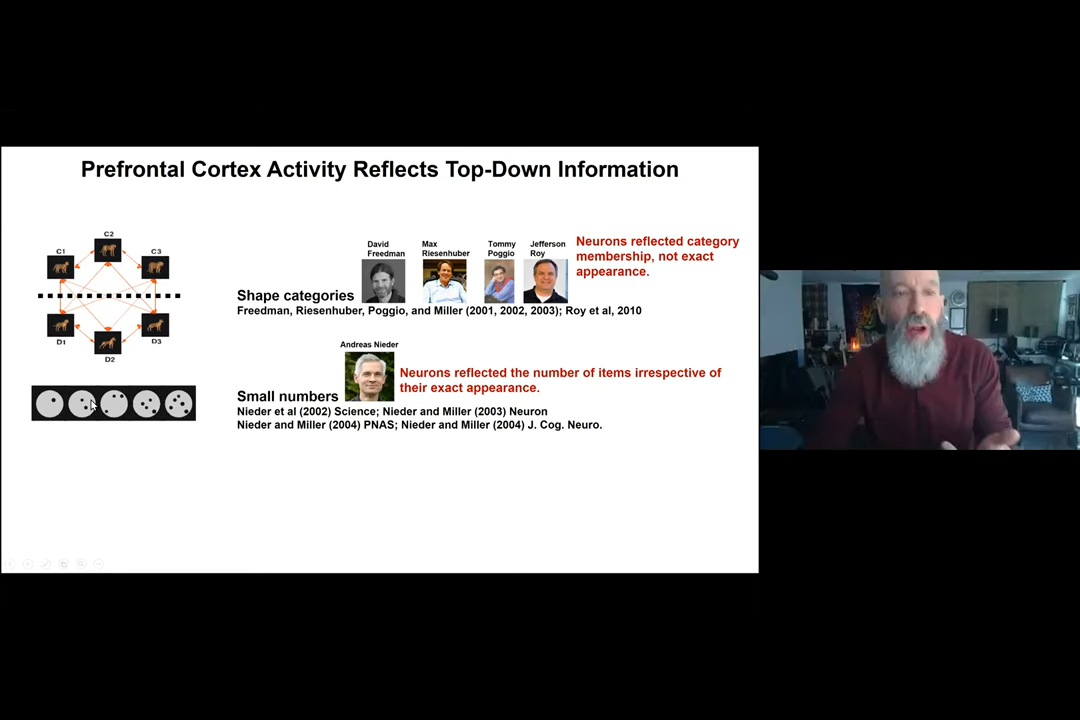 Prefrontal Cortex Activity Reflects Top-Down Information
C2
C1
C3
D1
D3
D2
David
Freedman
Max
Riesenhuber
Tommy
Poggio
Jefferson
Roy
Neurons reflected category
membership, not exact
appearance.
Shape categories
Freedman, Riesenhuber, Poggio, and Miller (2001, 2002, 2003); Roy et al, 2010
Andreas Nieder
Neurons reflected the number of items irrespective of
their exact appearance.
Small numbers
Nieder et al (2002) Science; Nieder and Miller (2003) Neuron
Nieder and Miller (2004) PNAS; Nieder and Miller (2004) J. Cog. Neuro.